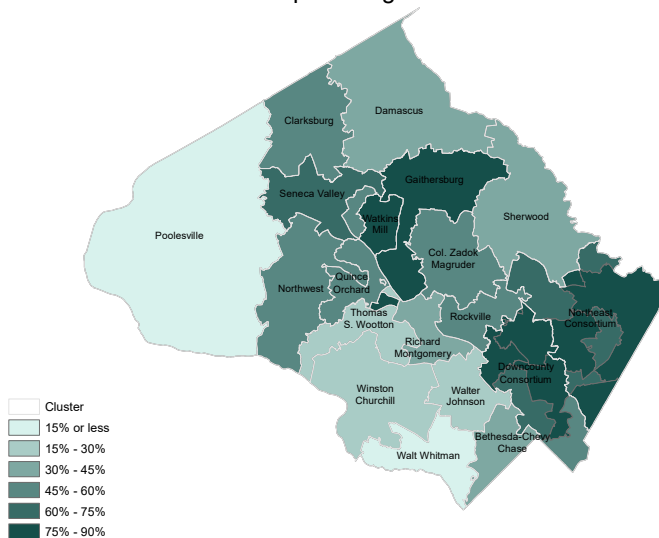 Damascus
Clarksburg
Gaithersburg
Seneca Valley
Watkins
Mill
Sherwood
Poolesville
Col. Zadok
Magruder
Quince
Orchard
Northwest
Northeast
Consortium
Thomas
S. Wootton
Rockville
Richard
Montgomery
Downcounty
Consortium
Winston
Churchill
Walter
Johnson
Bethesda-Chevy
Chase
Walt Whitman
Cluster
15% or less
15% - 30%
30% - 45%
45% - 60%
60% - 75%
75% - 90%